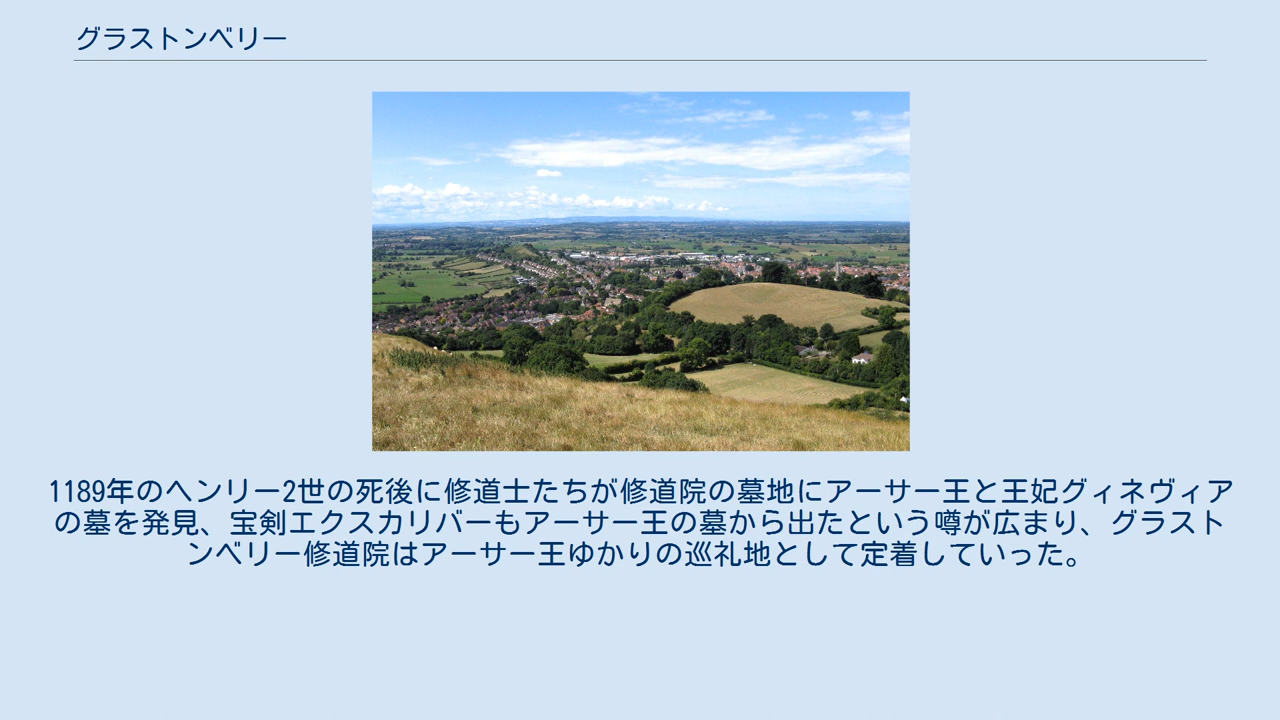 グラストンベリー
1189年のヘンリー2世の死後に修道士たちが修道院の墓地にアーサー王と王妃グィネヴィア
の墓を発見、宝剣エクスカリバーもアーサー王の墓から出たという噂が広まり、グラスト
ンベリー修道院はアーサー王ゆかりの巡礼地として定着していった。